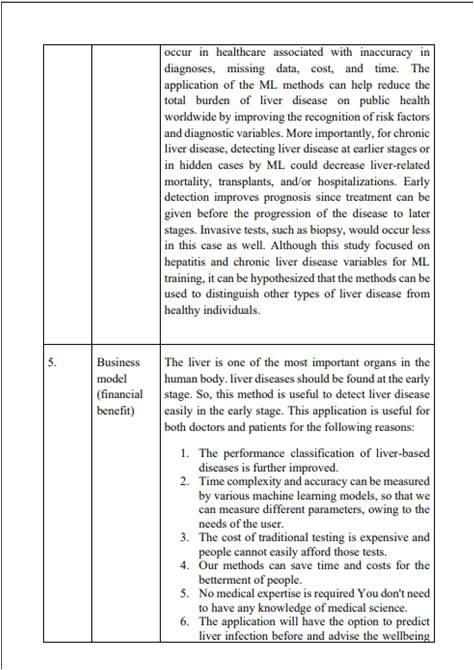 occur in healthcare associated with inaccuracy in
diagnoses, missing data, cost, and time. The
application of the ML methods can help reduce the
total burden of liver disease on public health
worldwide by improving the recognition of risk factors
and diagnostic variables. More importantly, for chronic
liver disease, detecting liver disease at earlier stages or
in hidden cases by ML could decrease liver-related
mortality, transplants, and/or hospitalizations. Early
detection improves prognosis since treatment can be
given before the progression of the disease to later
stages. Invasive tests, such as biopsy, would occur less
in this case as well. Although this study focused on
hepatitis and chronic liver disease variables for ML
training, it can be hypothesized that the methods can be
used to distinguish other types of liver disease from
healthy individuals.
5.
Business
model
(financial
benefit)
The liver is one of the most important organs in the
human body. liver diseases should be found at the early
stage. So, this method is useful to detect liver disease
easily in the early stage. This application is useful for
both doctors and patients for the following reasons:
1. The performance classification of liver-based
diseases is further improved.
2. Time complexity and accuracy can be measured
by various machine learning models, so that we
can measure different parameters, owing to the
needs of the user.
3. The cost of traditional testing is expensive and
people cannot easily afford those tests.
4. Our methods can save time and costs for the
betterment of people.
5. No medical expertise is required You don't need
to have any knowledge of medical science.
6. The application will have the option to predict
liver infection before and advise the wellbeing